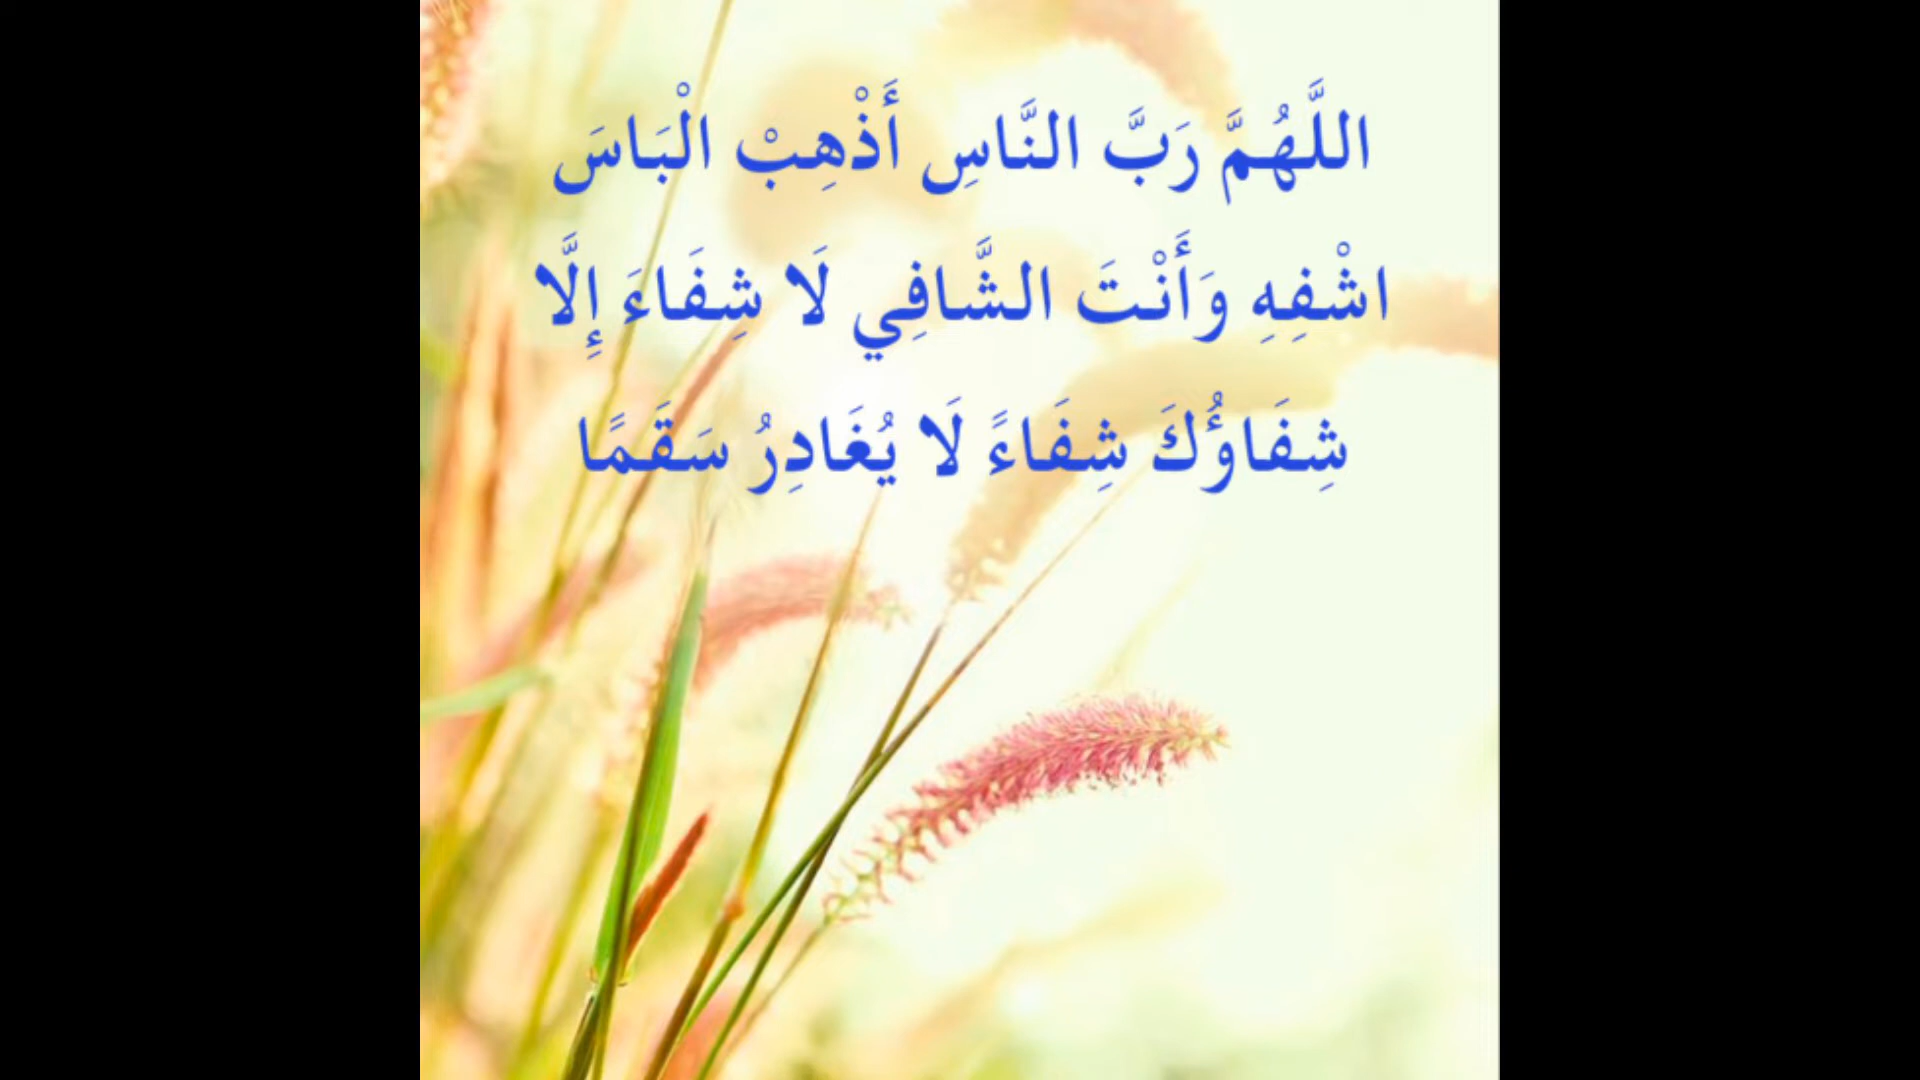 اللَّهُمَّ رَبَّ النَّاسِ أَذْهِبْ الْبَاسَ
اشْفِهِ وَأَنْتَ الشَّافِي لَا شِفَاءَ إِلَّا
شِفَاؤُكَ شِفَاءً لَا يُغَادِرُ سَقَمًا